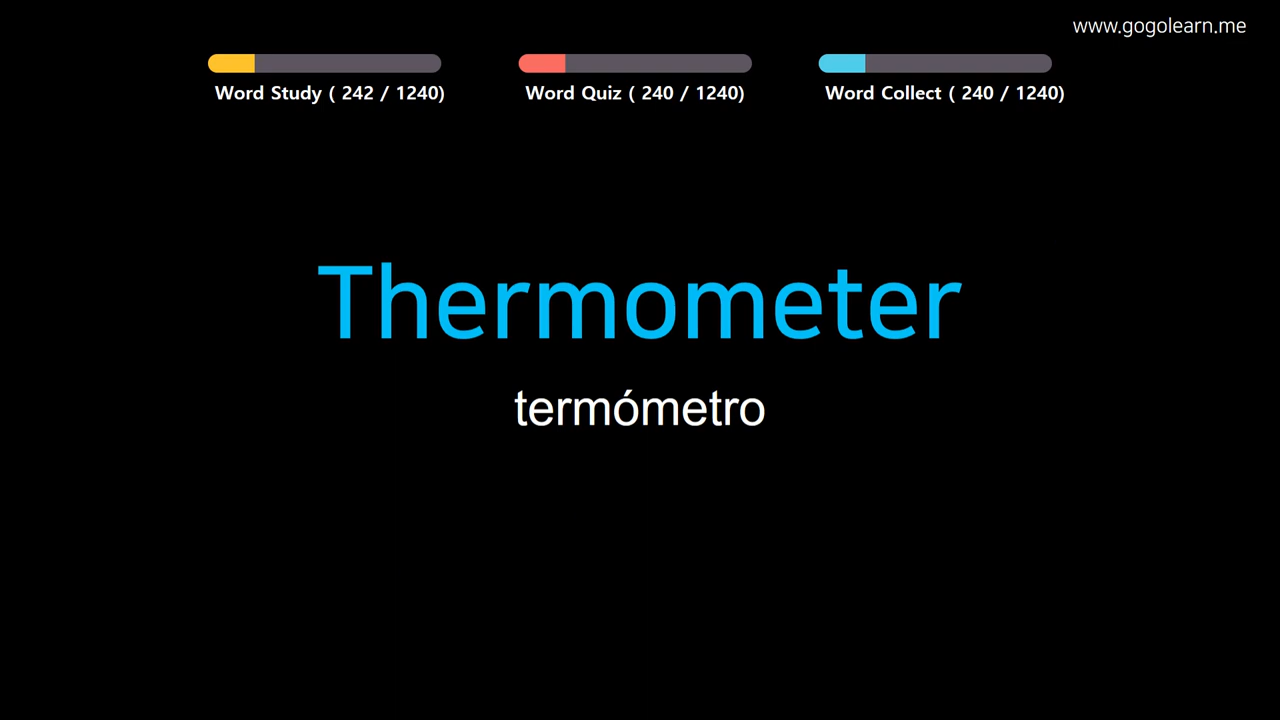 www.gogolearn.me
Word Study ( 242 / 1240)
Word Quiz ( 240 / 1240)
Word Collect ( 240 / 1240)
Thermometer
termómetro